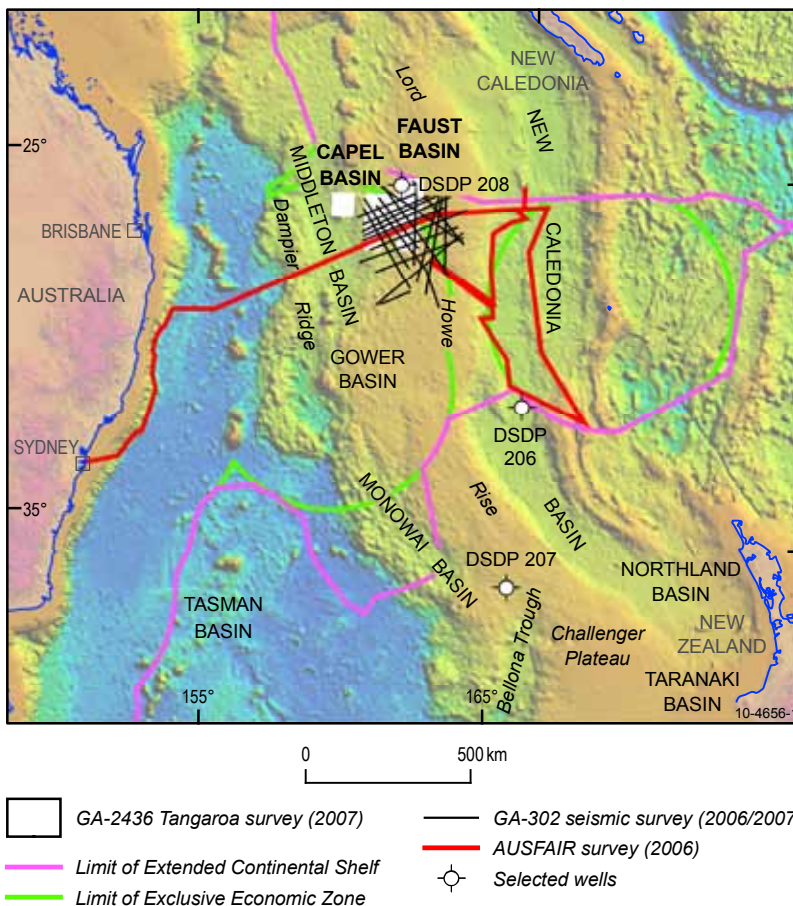 Lord
NEW
CALEDONIA
NEW
25°
FAUST
BASIN
CAPEL
BASIN
DSDP 208
MIDDLETON BASIN
Dampier
Ridge
BRISBANE
CALEDONIA
AUSTRALIA
Howe
GOWER
BASIN
DSDP
206
SYDNEY
MONOWAI BASIN
Rise
35°
BASIN
DSDP 207
NORTHLAND
BASIN
TASMAN
BASIN
NEW
ZEALAND
Challenger
Plateau
Bellona Trough
TARANAKI
BASIN
155°
165°
10-4656-1
0
500 km
GA-2436 Tangaroa survey (2007)
GA-302 seismic survey (2006/2007
Limit of Extended Continental Shelf
AUSFAIR survey (2006)
Limit of Exclusive Economic Zone
Selected wells